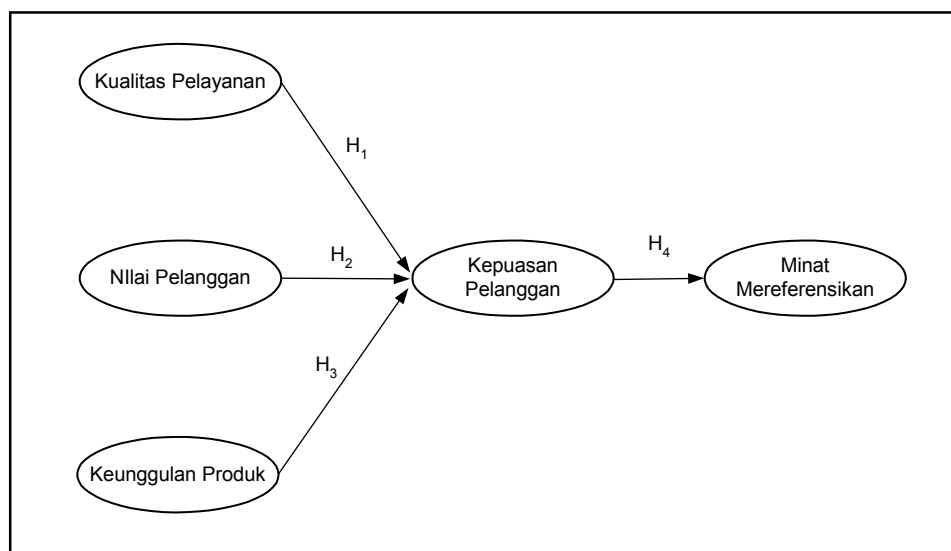 Kualitas Pelayanan
H1
NIlai Pelanggan
H2
Kepuasan
Pelanggan
H4
Minat
Mereferensikan
H3
Keunggulan Produk